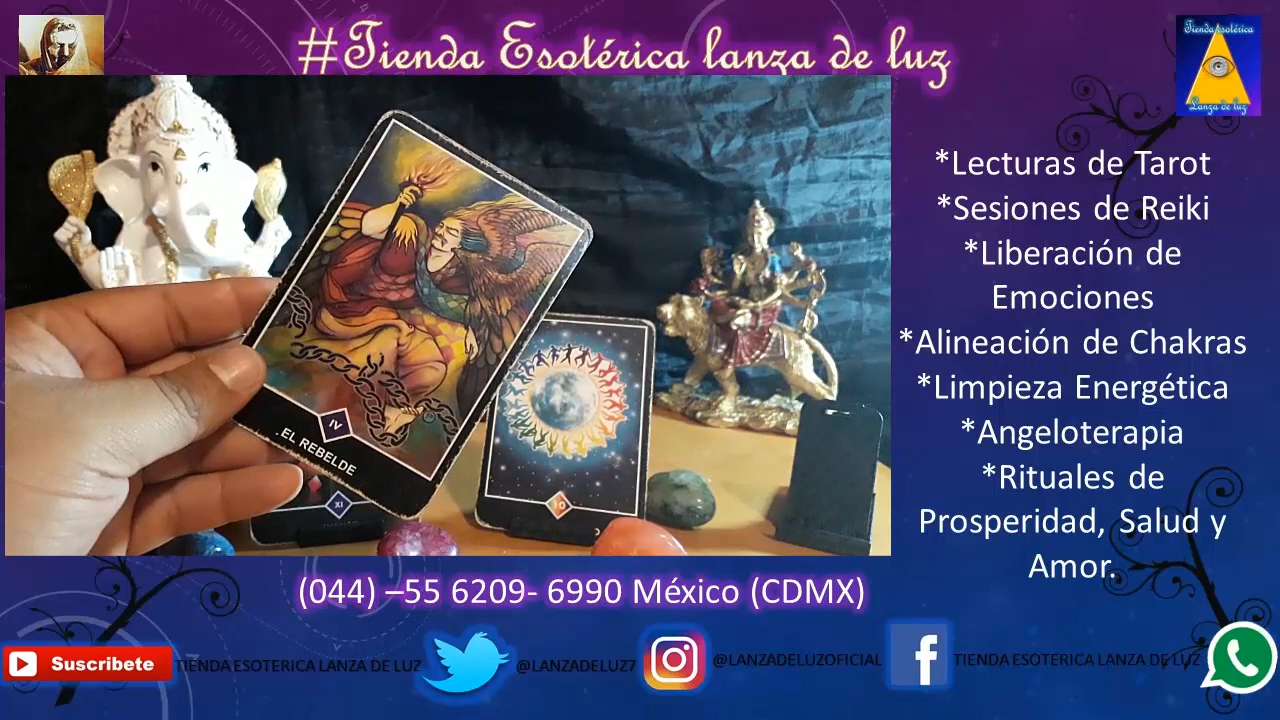 #Tienda Esotérica lanza de luz
Tienda Esotérica
Lanza de luz
*Lecturas de Tarot
*Sesiones de Reiki
*Liberación de
Emociones
*Alineación de Chakras
*Limpieza Energética
*Angeloterapia
*Rituales de
Prosperidad, Salud y
Amor.
IV
EL REBELDE
XI
10
(044) –55 6209- 6990 México (CDMX)
Suscribete
TIENDA ESOTERICA LANZA DE LUZ
@LANZADELUZ7
@LANZADELUZOFICIAL
TIENDA ESOTERICA LANZA DE LUZ